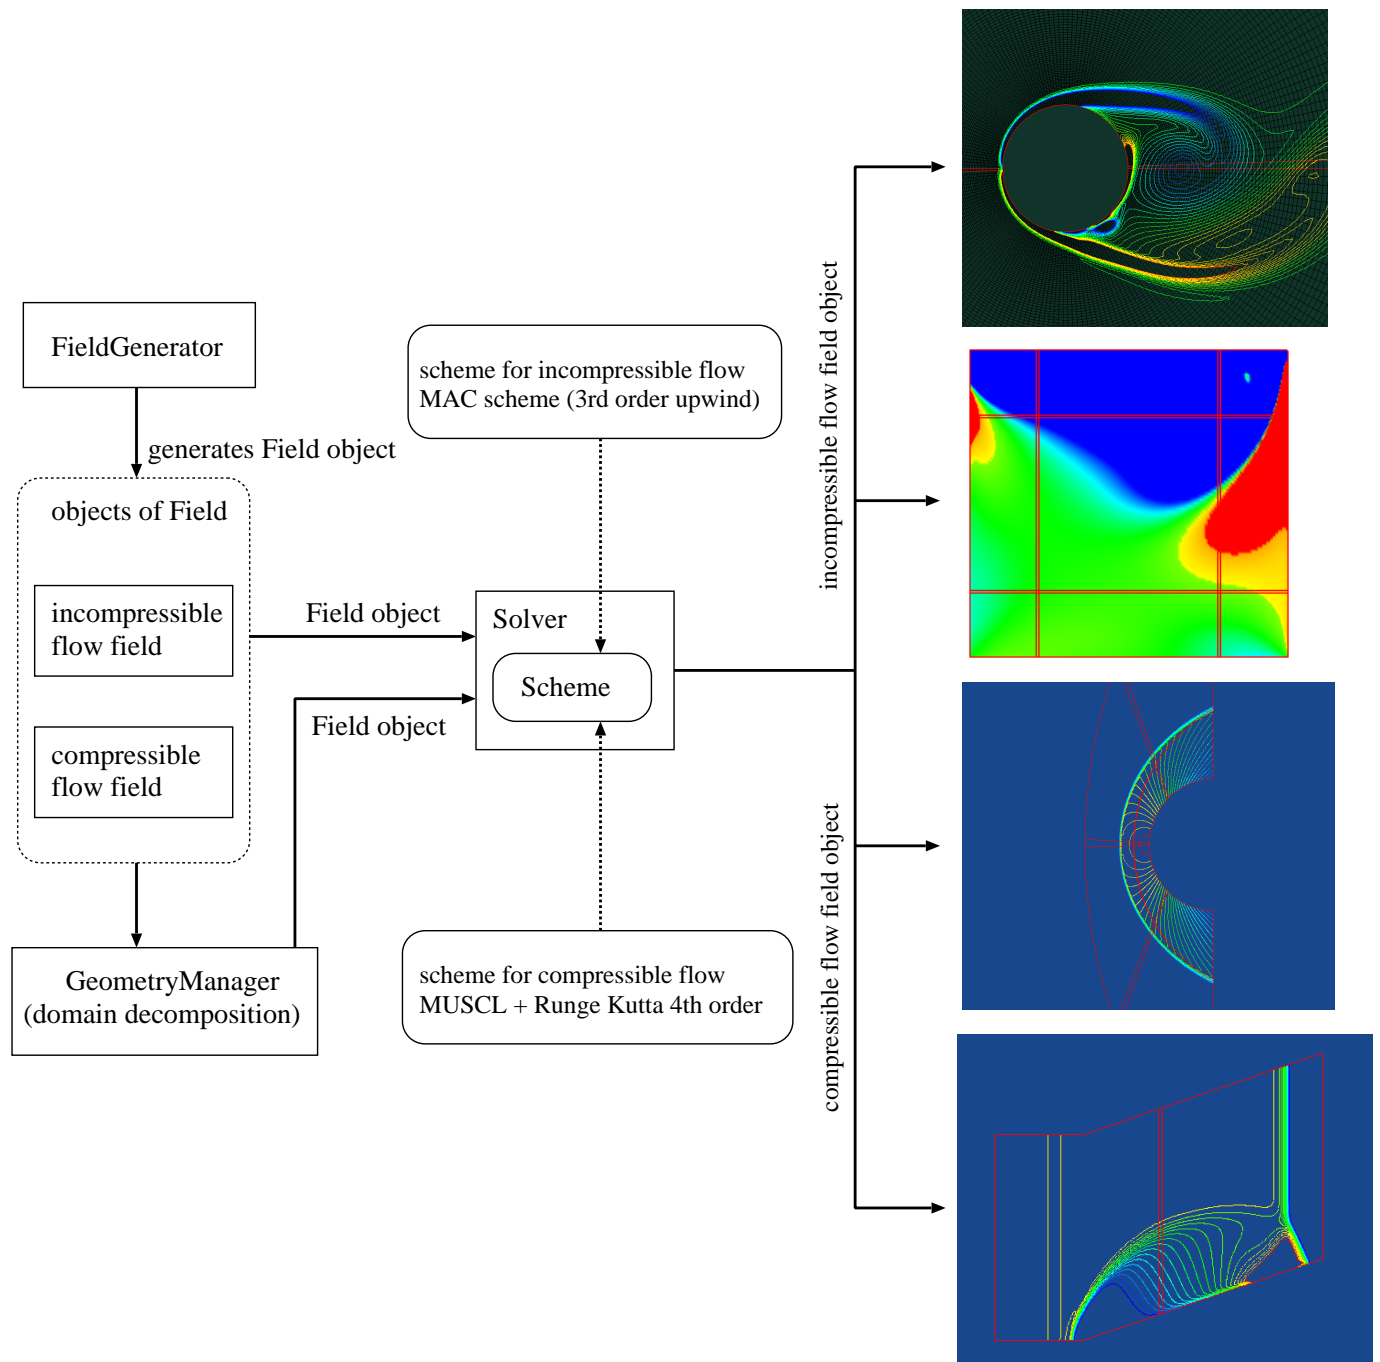 FieldGenerator
generates Field object
objects of Field
incompressible
flow field
compressible
flow field
GeometryManager
(domain decomposition)
Field object
Field object
scheme for incompressible flow
MAC scheme (3rd order upwind)
Solver
Scheme
scheme for compressible flow
MUSCL + Runge Kutta 4th order
incompressible flow field object
compressible flow field object